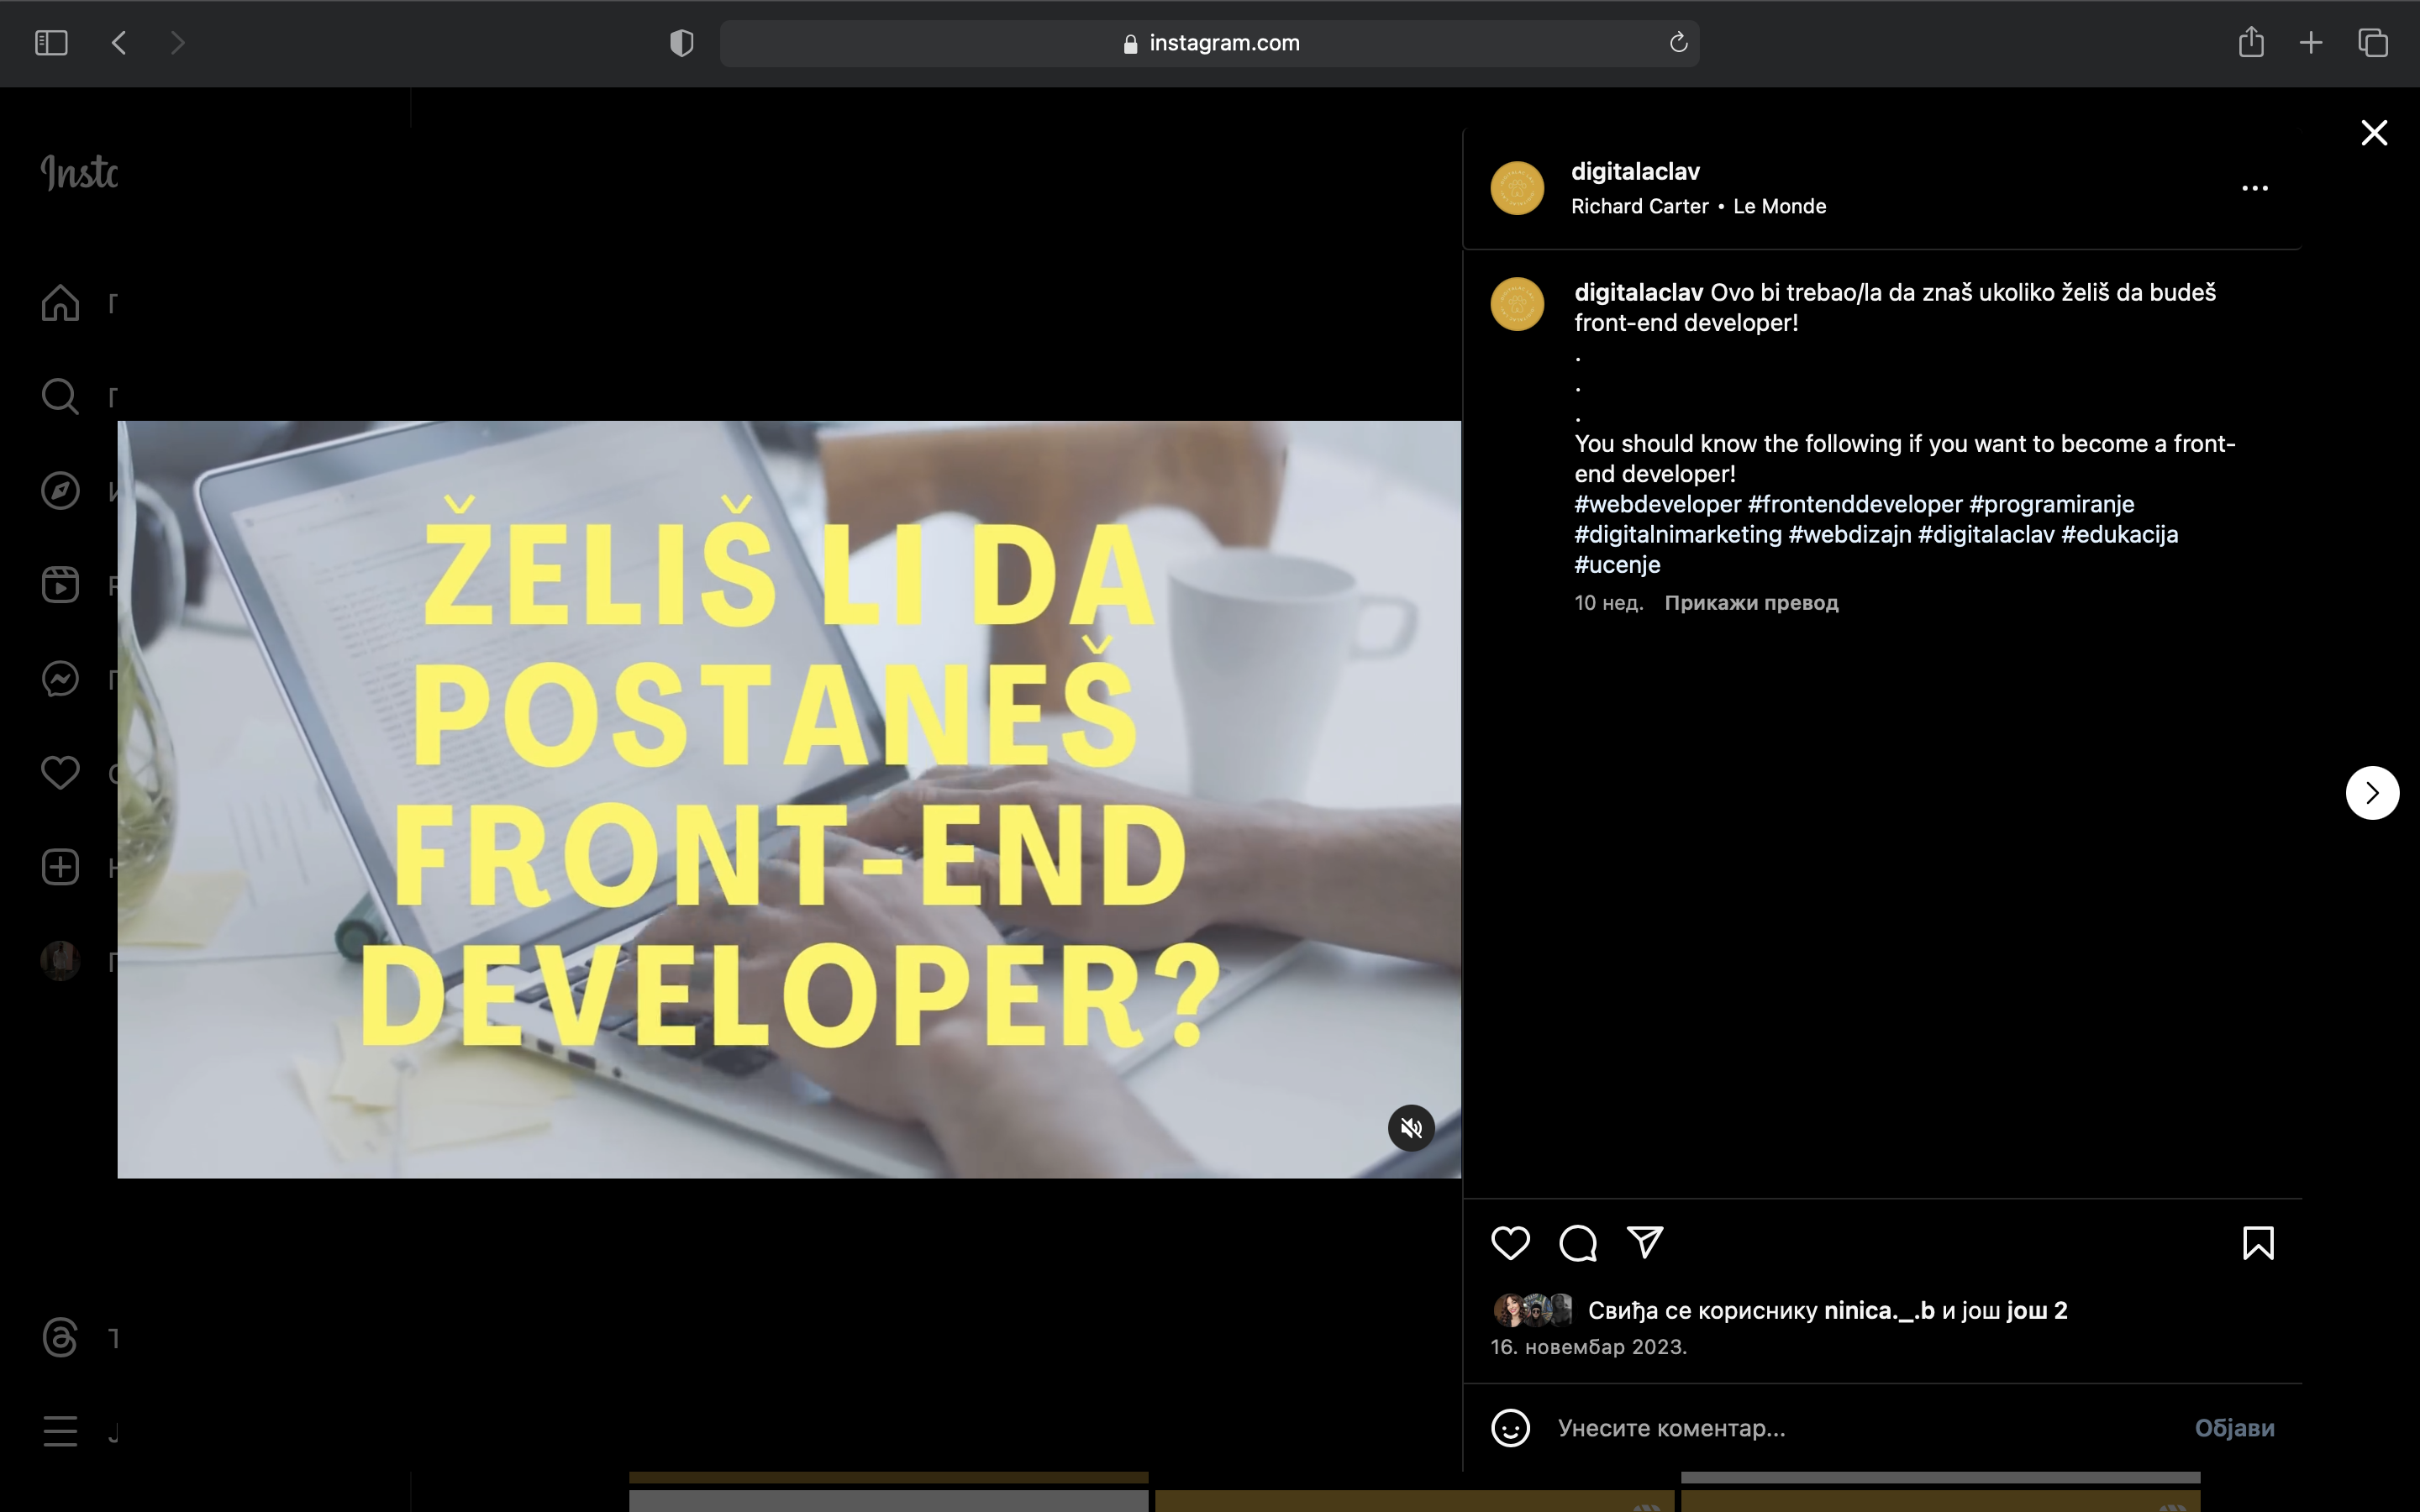 instagram.com
digitalaclav
Richard Carter • Le Monde
digitalaclav Ovo bi trebao/la da znaš ukoliko želiš da budeš
front-end developer!
.
.
.
You should know the following if you want to become a front-
end developer!
#webdeveloper #frontenddeveloper #programiranje
#digitalnimarketing #webdizajn #digitalaclav #edukacija
#ucenje
10 нед. Прикажи превод
ŽELIŠ LI DA
POSTANEŠ
FRONT-END
DEVELOPER?
Свиђа се кориснику ninica._.b и још још 2
16. новембар 2023.
Унесите коментар...
Објави